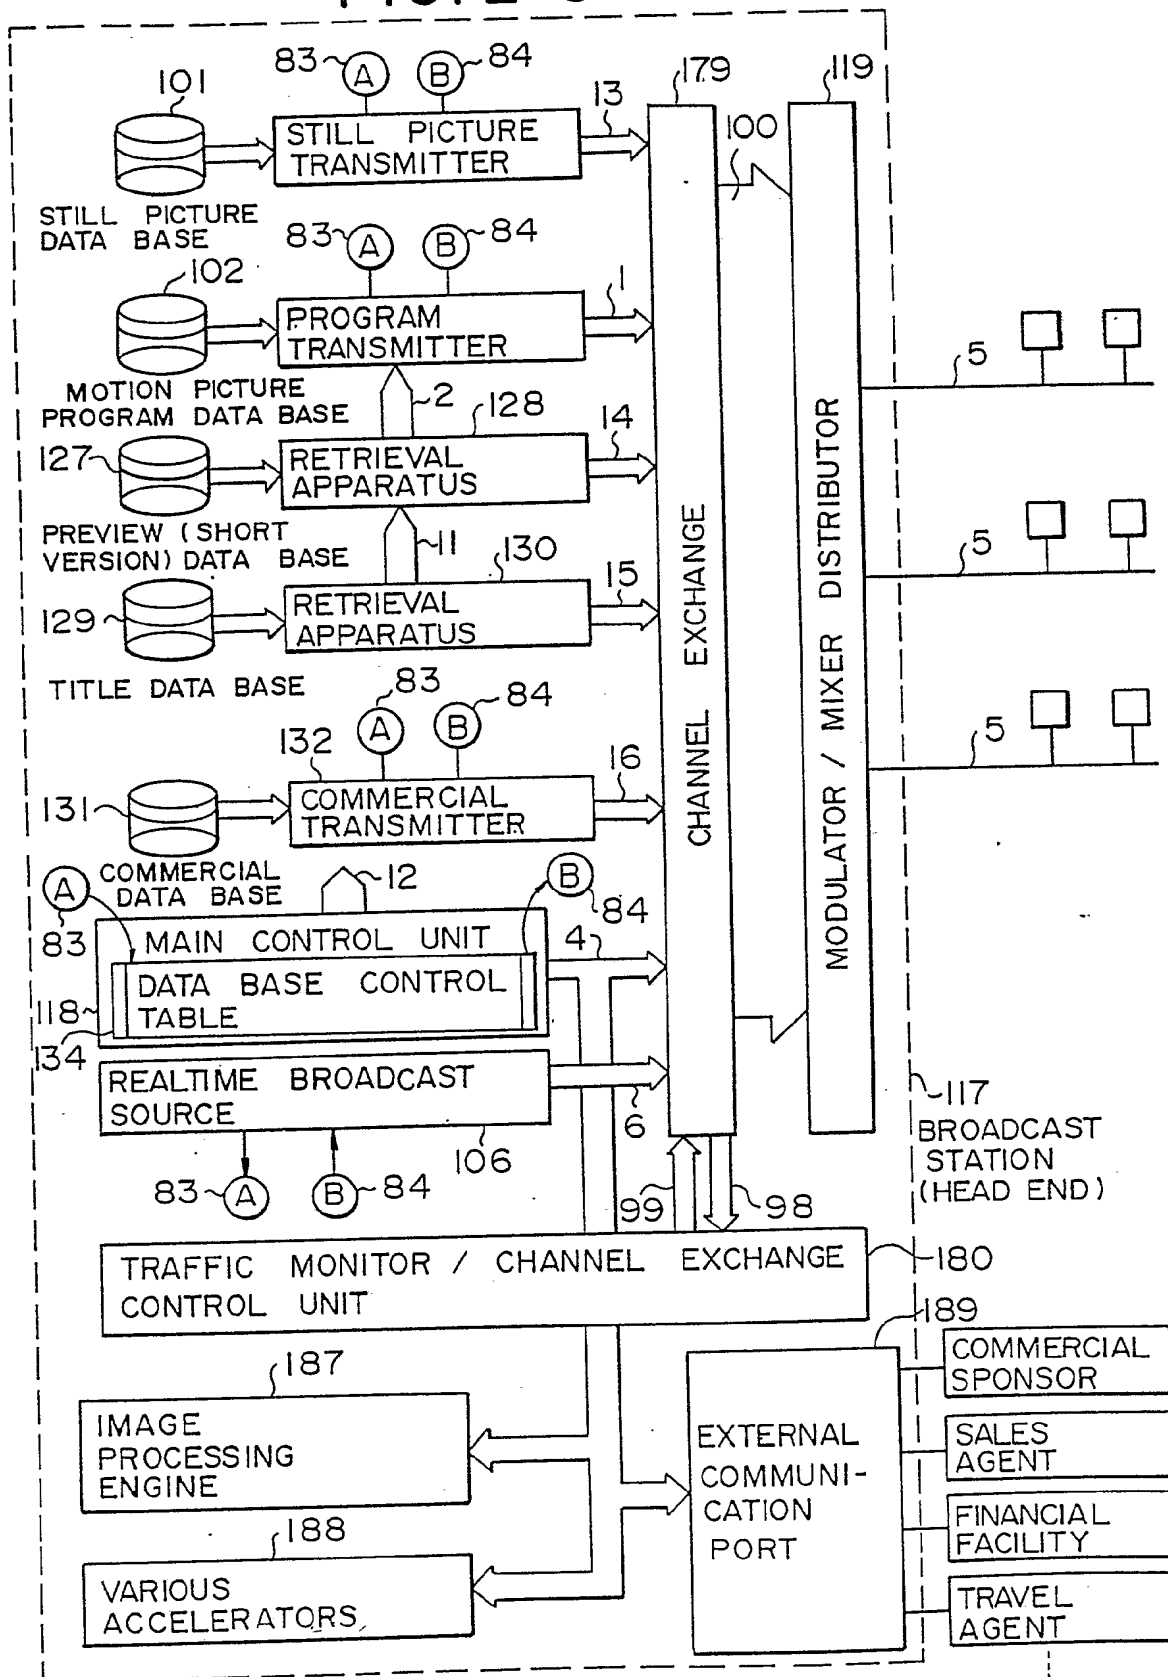 83
A
B
84
101
179
119
13
100
STILL PICTURE
TRANSMITTER
STILL PICTURE
DATA BASE
83
A
B
84
102
1
PROGRAM
TRANSMITTER
MOTION PICTURE
PROGRAM DATA BASE
2
128
14
5
127
RETRIEVAL
APPARATUS
PREVIEW (SHORT
VERSION) DATA BASE
11
130
15
5
129
RETRIEVAL
APPARATUS
TITLE DATA BASE
83
A
B
84
132
16
5
131
COMMERCIAL
TRANSMITTER
COMMERCIAL
DATA BASE
CHANNEL EXCHANGE
MODULATOR / MIXER DISTRIBUTOR
A
83
12
B
84
MAIN CONTROL UNIT
4
DATA BASE CONTROL
TABLE
118
134
REALTIME BROADCAST
SOURCE
6
106
117
BROADCAST
STATION
(HEAD END)
83
A
B
84
99
98
TRAFFIC MONITOR / CHANNEL EXCHANGE
CONTROL UNIT
180
189
187
IMAGE
PROCESSING
ENGINE
188
VARIOUS
ACCELERATORS
EXTERNAL
COMMUNI-
CATION
PORT
COMMERCIAL
SPONSOR
SALES
AGENT
FINANCIAL
FACILITY
TRAVEL
AGENT